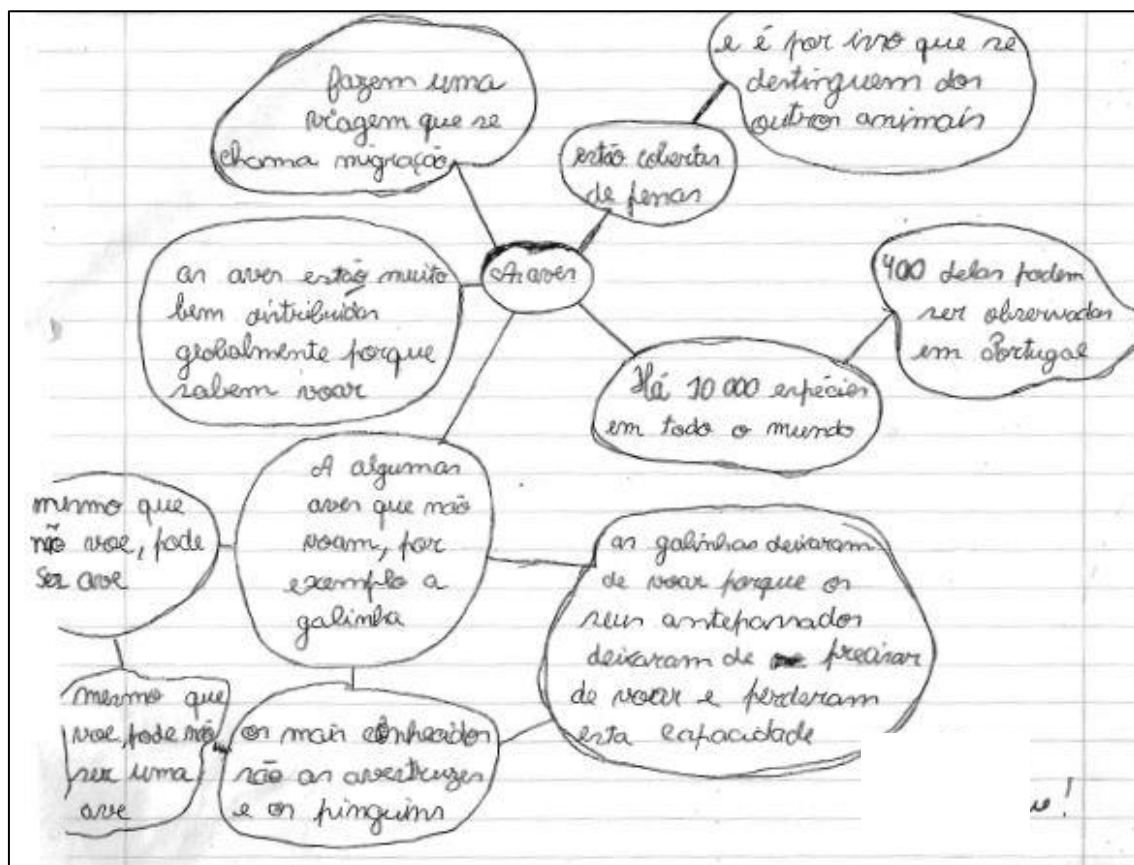 fazem uma
viagem que se
chama migração
e é por isso que se
destinguem dos
outros animais
estão cobertas
de penas
As aves
as aves estão muito
bem distribuidas
geobalmente porque
sabem voar
400 delas podem
ser observadas
em Portugal
Há 10 000 espécies
em todo o mundo
A algumas
aves que não
voam, por
exemplo a
galinha
mesmo que
não voe, pode
ser ave
as galinhas deixaram
de voar porque os
seus antepassados
deixaram de precisar
de voar e perderam
esta capacidade
mesmo que
voe, pode não
ser uma
ave
os mais conhecidos
são as avestruzes
e os pinguins